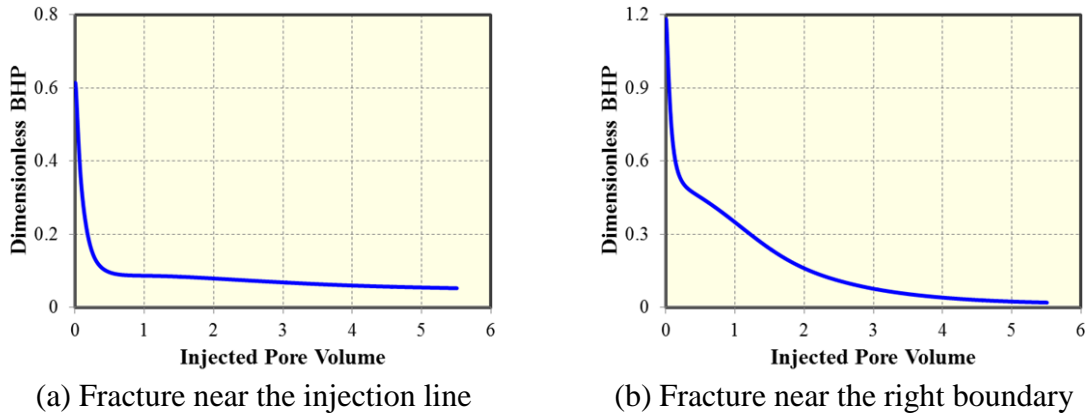 0.8
0.6
0.4
0.2
0
Dimensionless BHP
0 1 2 3 4 5 6
Injected Pore Volume
(a) Fracture near the injection line
1.2
0.9
0.6
0.3
0
Dimensionless BHP
0 1 2 3 4 5 6
Injected Pore Volume
(b) Fracture near the right boundary